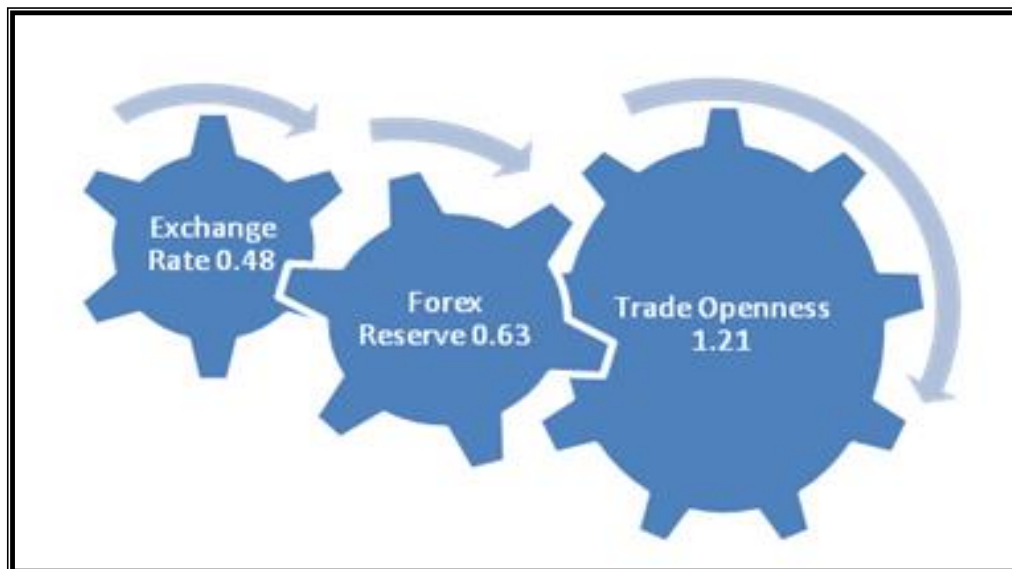 Exchange
Rate 0.48
Forex
Reserve 0.63
Trade Openness
1.21